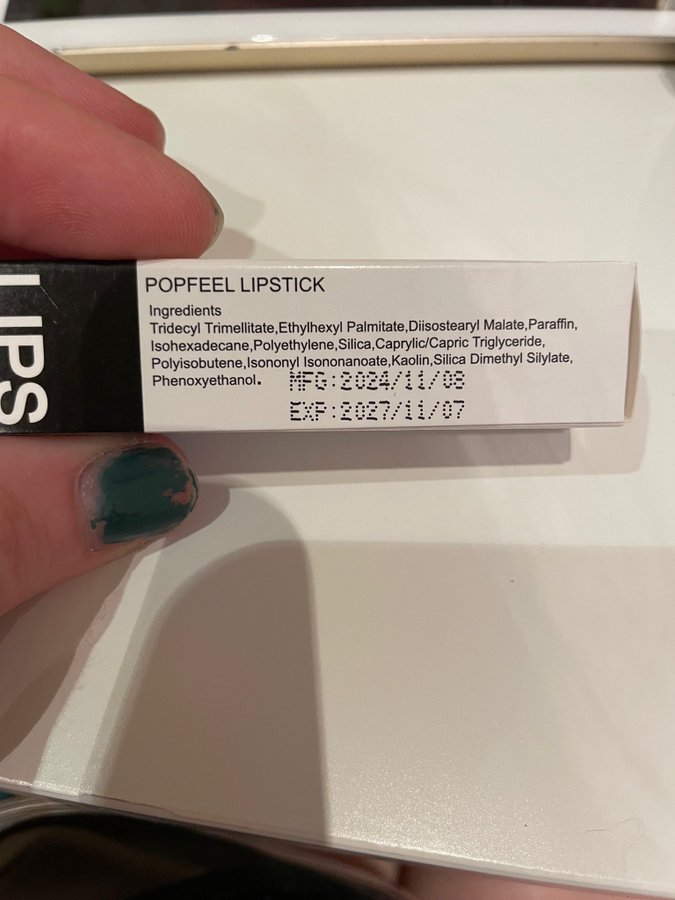 LIPS
POPFEEL LIPSTICK
Ingredients
Tridecyl Trimellitate,Ethylhexyl Palmitate,Diisostearyl Malate,Paraffin,
Isohexadecane,Polyethylene,Silica,Caprylic/Capric Triglyceride,
Polyisobutene,Isononyl Isononanoate,Kaolin,Silica Dimethyl Silylate,
Phenoxyethanol. MFG:2024/11/08
EXP:2027/11/07